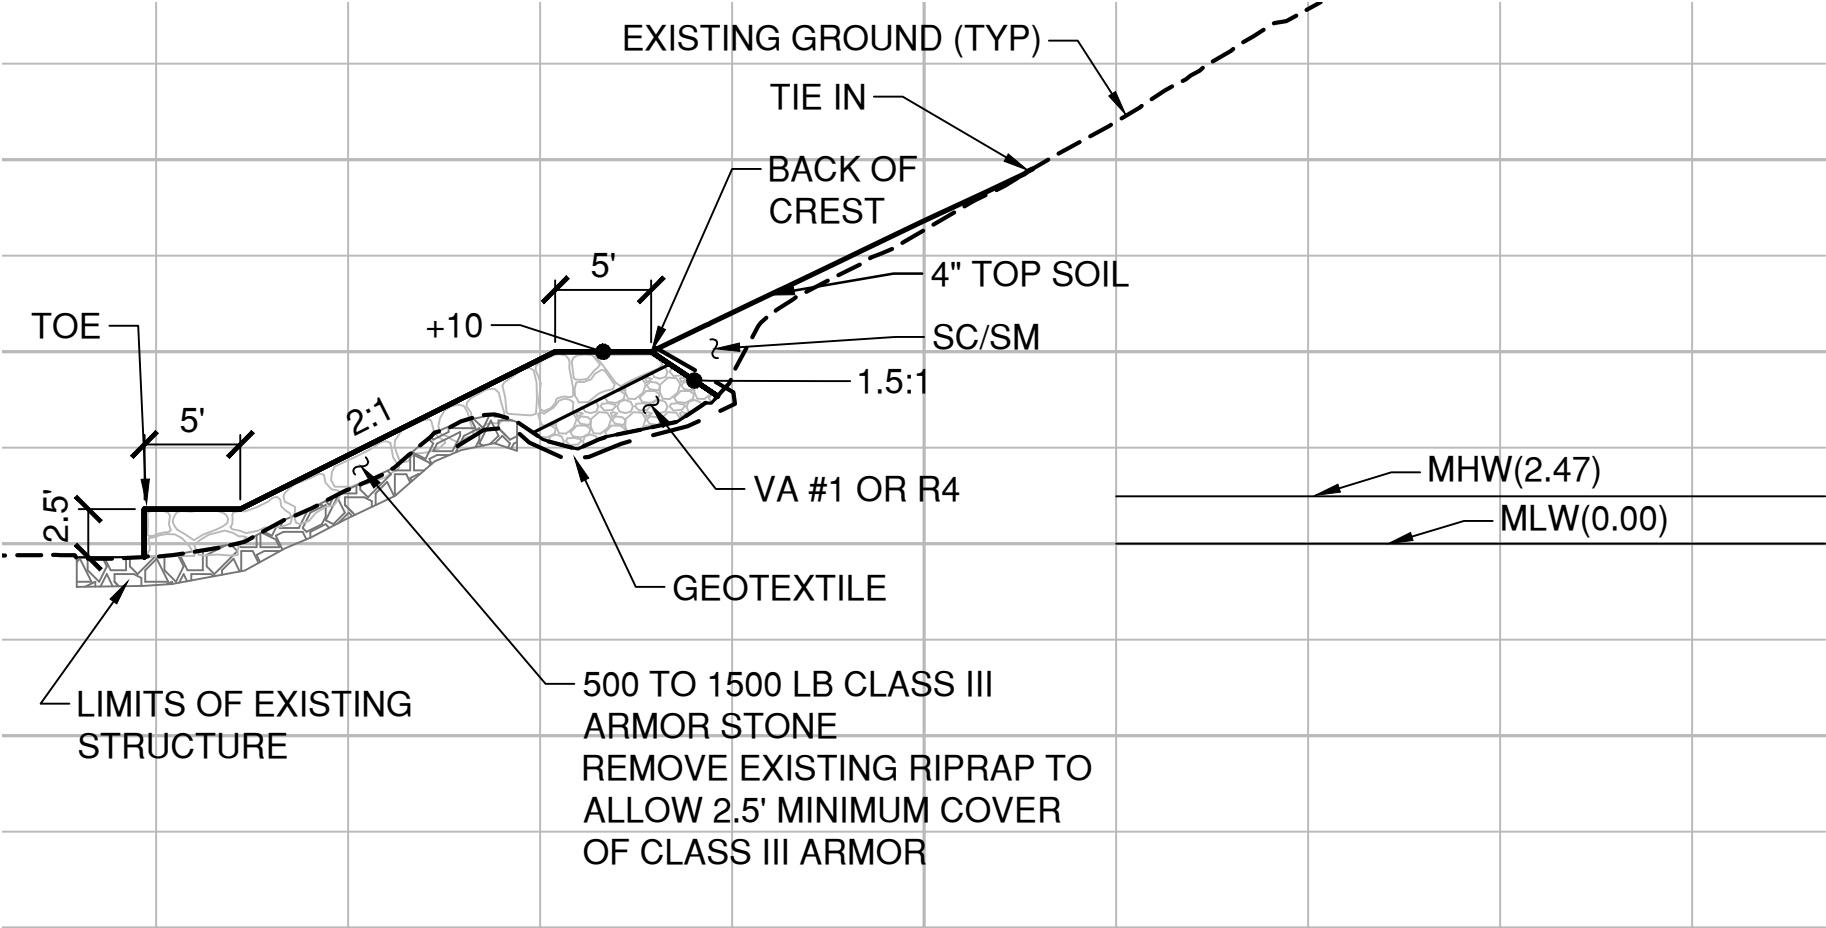 EXISTING GROUND (TYP)
TIE IN
BACK OF
CREST
5'
4" TOP SOIL
TOE
+10
SC/SM
1.5:1
2:1
5'
MHW(2.47)
VA #1 OR R4
2.5'
MLW(0.00)
GEOTEXTILE
LIMITS OF EXISTING
STRUCTURE
500 TO 1500 LB CLASS III
ARMOR STONE
REMOVE EXISTING RIPRAP TO
ALLOW 2.5' MINIMUM COVER
OF CLASS III ARMOR